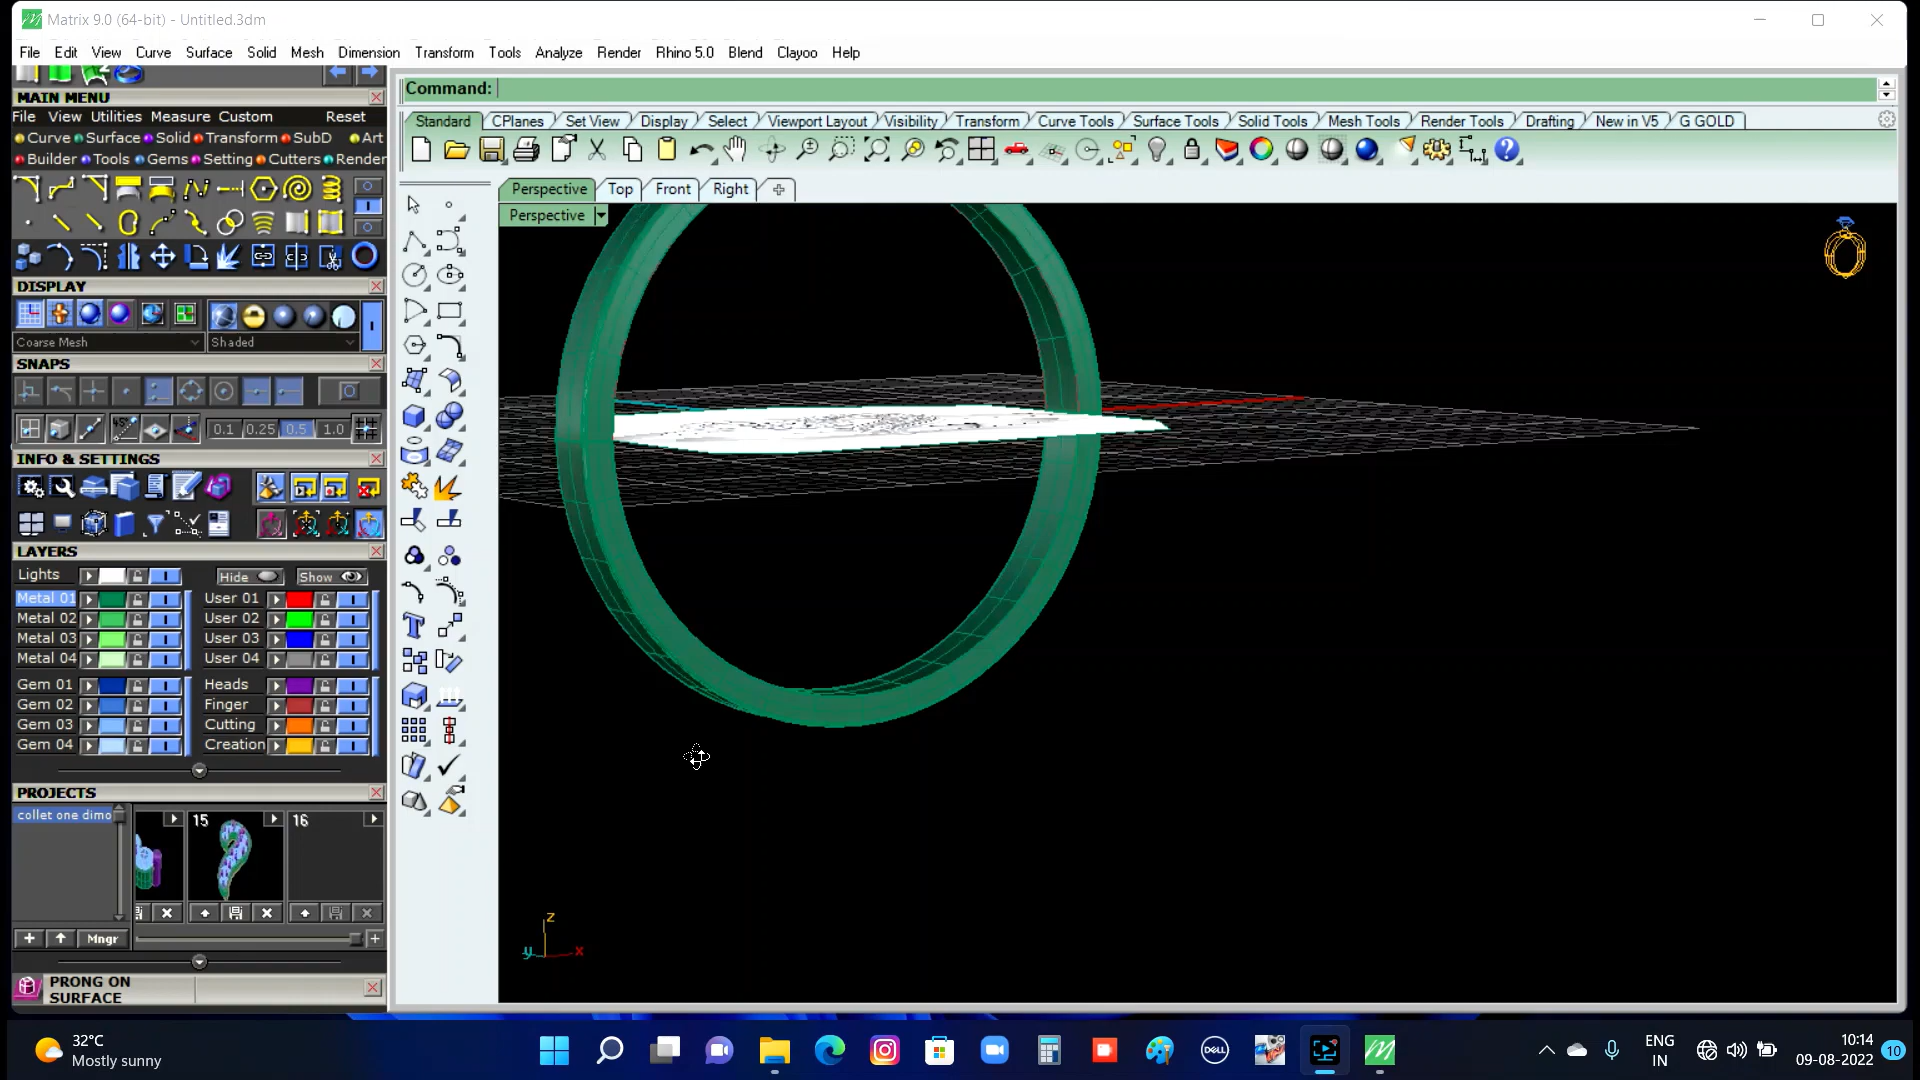 Matrix 9.0 (64-bit) - Untitled.3dm
File Edit View Curve Surface Solid Mesh Dimension Transform Tools Analyze Render Rhino 5.0 Blend Clayoo Help
MAIN MENU
File View Utilities Measure Custom Reset
Curve Surface Solid Transform SubD Art
Builder Tools Gems Setting Cutters Render
DISPLAY
Coarse Mesh Shaded
SNAPS
0.1 0.25 0.5 1.0
INFO & SETTINGS
LAYERS
Lights Hide Show
Metal 01 User 01
Metal 02 User 02
Metal 03 User 03
Metal 04 User 04
Gem 01 Heads
Gem 02 Finger
Gem 03 Cutting
Gem 04 Creation
PROJECTS
collet one dimo
15 16
Mngr
PRONG ON
SURFACE
Command:
Standard CPlanes Set View Display Select Viewport Layout Visibility Transform Curve Tools Surface Tools Solid Tools Mesh Tools Render Tools Drafting New in V5 G GOLD
Perspective Top Front Right
Perspective
z
y x
32°C
Mostly sunny
DELL
ENG
IN
10:14
09-08-2022
10